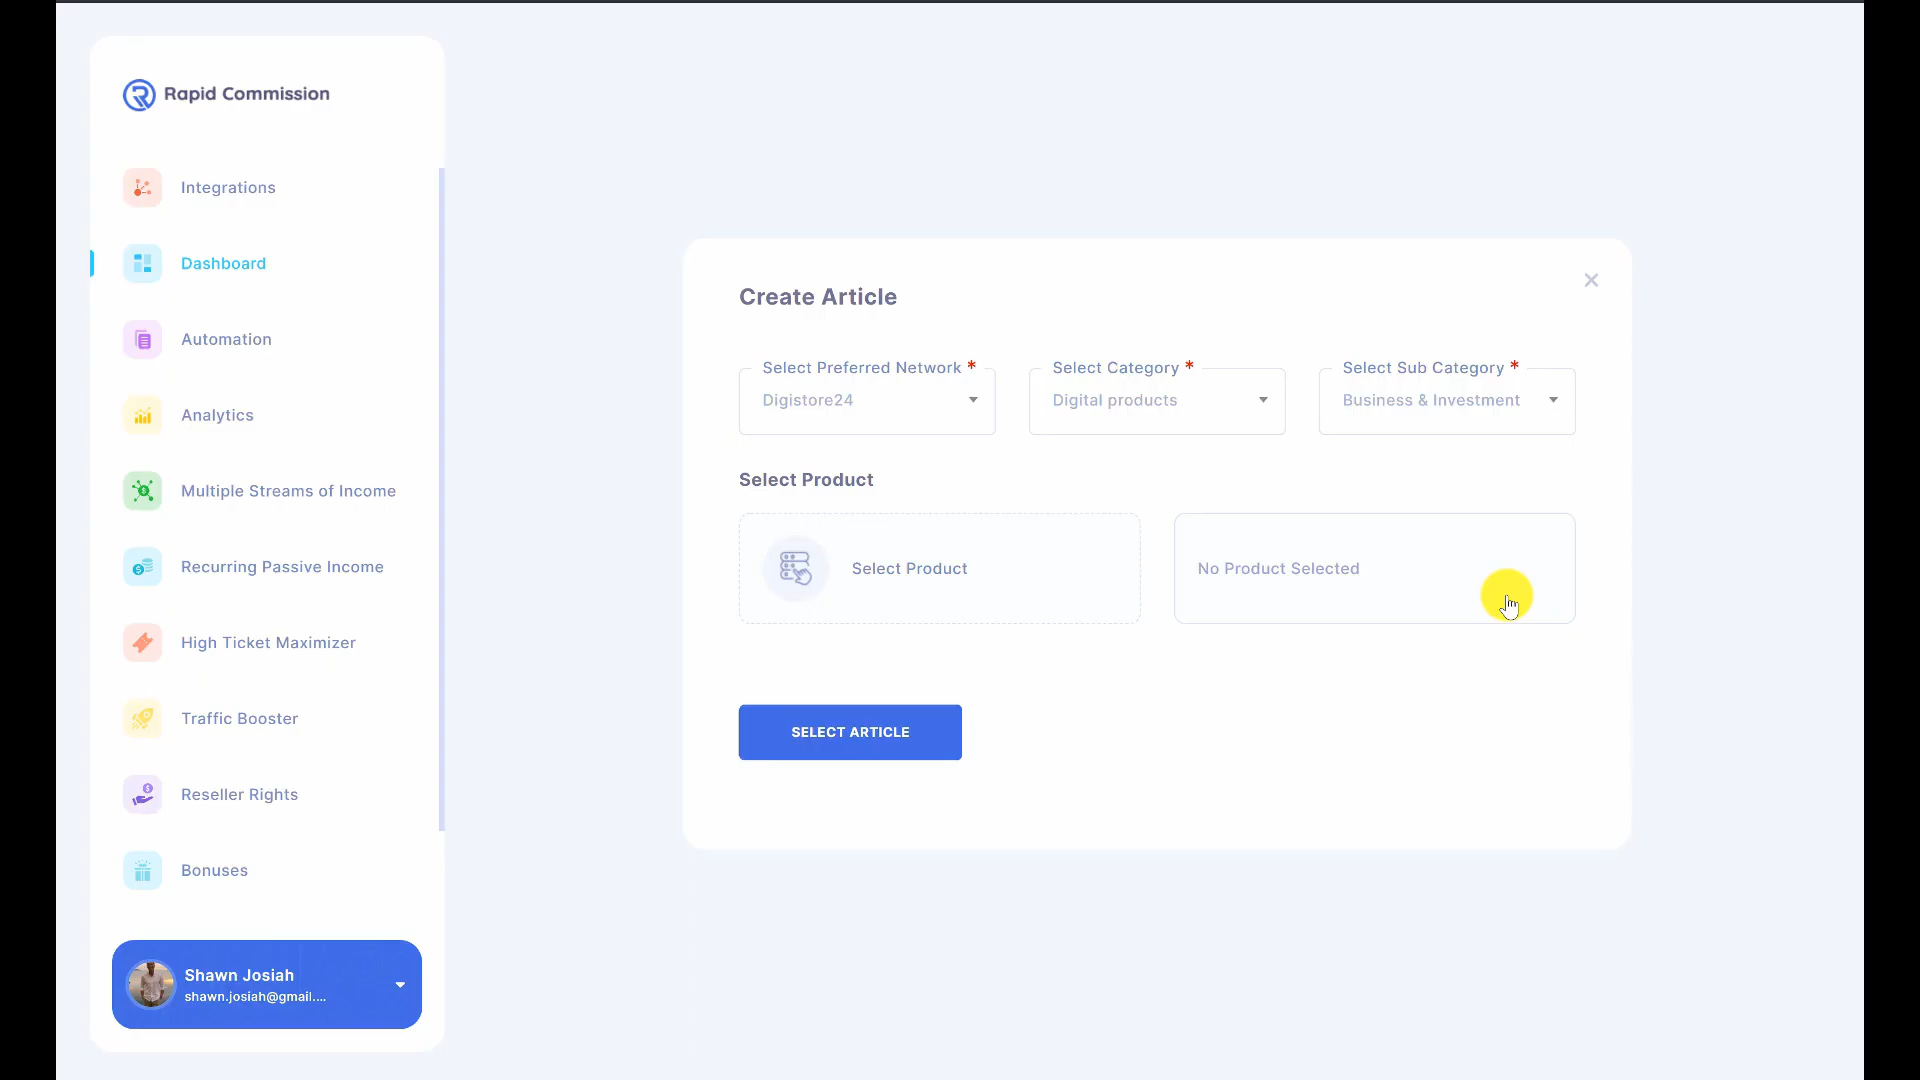 Rapid Commission
Integrations
Dashboard
Automation
Analytics
Multiple Streams of Income
Recurring Passive Income
High Ticket Maximizer
Traffic Booster
Reseller Rights
Bonuses
Shawn Josiah
shawn.josiah@gmail....
Create Article
Select Preferred Network * Select Category * Select Sub Category *
Digistore24 Digital products Business & Investment
Select Product
Select Product No Product Selected
SELECT ARTICLE